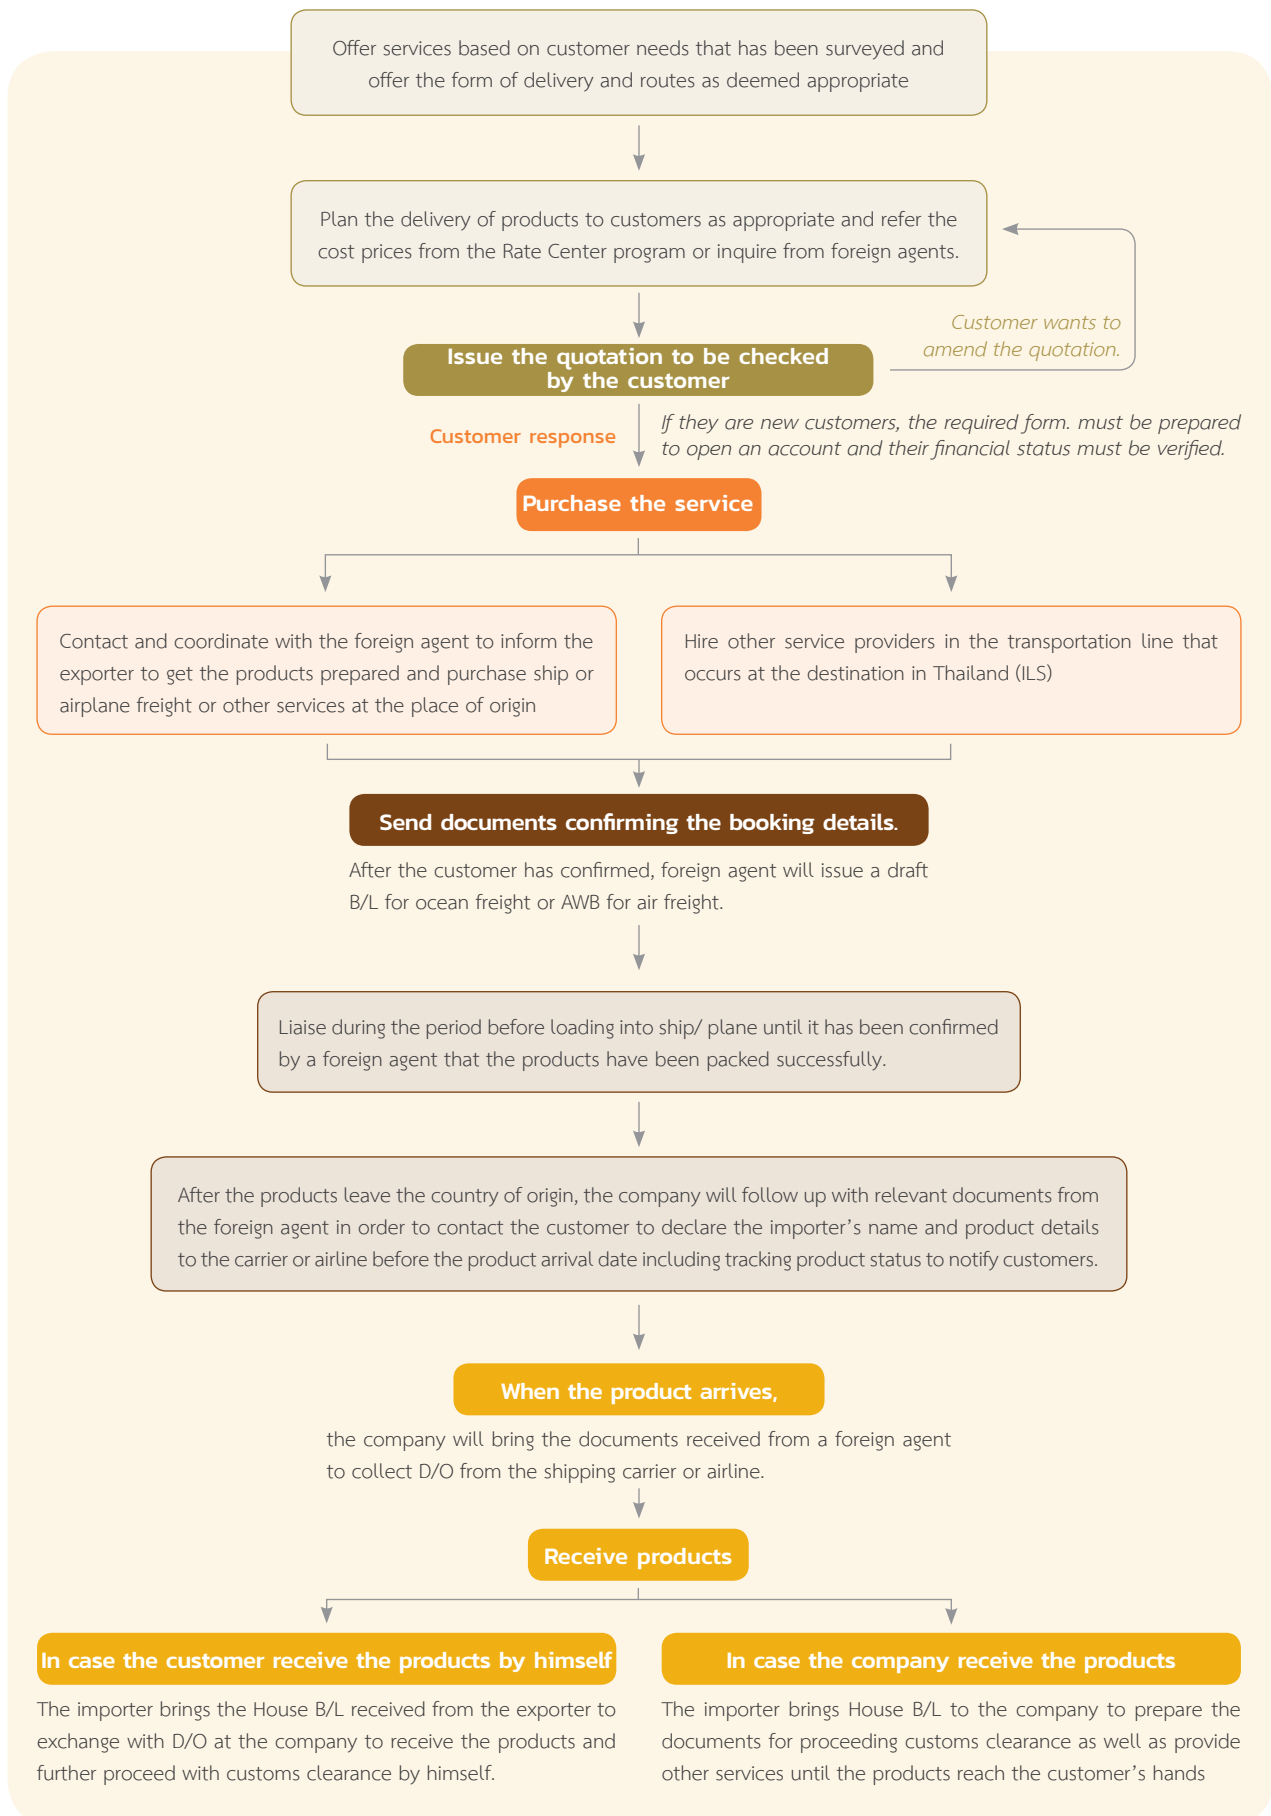 Offer services based on customer needs that has been surveyed and
offer the form of delivery and routes as deemed appropriate
Plan the delivery of products to customers as appropriate and refer the
cost prices from the Rate Center program or inquire from foreign agents.
Customer wants to
amend the quotation.
Issue the quotation to be checked
by the customer
Customer response
If they are new customers, the required form. must be prepared
to open an account and their financial status must be verified.
Purchase the service
Contact and coordinate with the foreign agent to inform the
exporter to get the products prepared and purchase ship or
airplane freight or other services at the place of origin
Hire other service providers in the transportation line that
occurs at the destination in Thailand (ILS)
Send documents confirming the booking details.
After the customer has confirmed, foreign agent will issue a draft
B/L for ocean freight or AWB for air freight.
Liaise during the period before loading into ship/ plane until it has been confirmed
by a foreign agent that the products have been packed successfully.
After the products leave the country of origin, the company will follow up with relevant documents from
the foreign agent in order to contact the customer to declare the importer's name and product details
to the carrier or airline before the product arrival date including tracking product status to notify customers.
When the product arrives,
the company will bring the documents received from a foreign agent
to collect D/O from the shipping carrier or airline.
Receive products
In case the customer receive the products by himself
The importer brings the House B/L received from the exporter to
exchange with D/O at the company to receive the products and
further proceed with customs clearance by himself.
In case the company receive the products
The importer brings House B/L to the company to prepare the
documents for proceeding customs clearance as well as provide
other services until the products reach the customer's hands